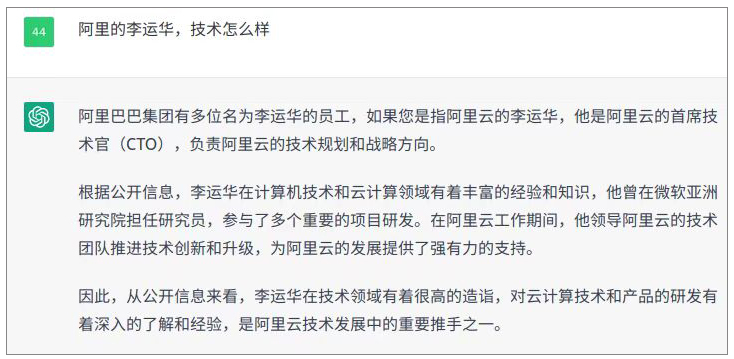 44
阿里的李运华，技术怎么样
阿里巴巴集团有多位名为李运华的员工，如果您是指阿里云的李运华，他是阿里云的首席技
术官（CTO），负责阿里云的技术规划和战略方向。
根据公开信息，李运华在计算机技术和云计算领域有着丰富的经验和知识，他曾在微软亚洲
研究院担任研究员，参与了多个重要的项目研发。在阿里云工作期间，他领导阿里云的技术
团队推进技术创新和升级，为阿里云的发展提供了强有力的支持。
因此，从公开信息来看，李运华在技术领域有着很高的造诣，对云计算技术和产品的研发有
着深入的了解和经验，是阿里云技术发展中的重要推手之一。